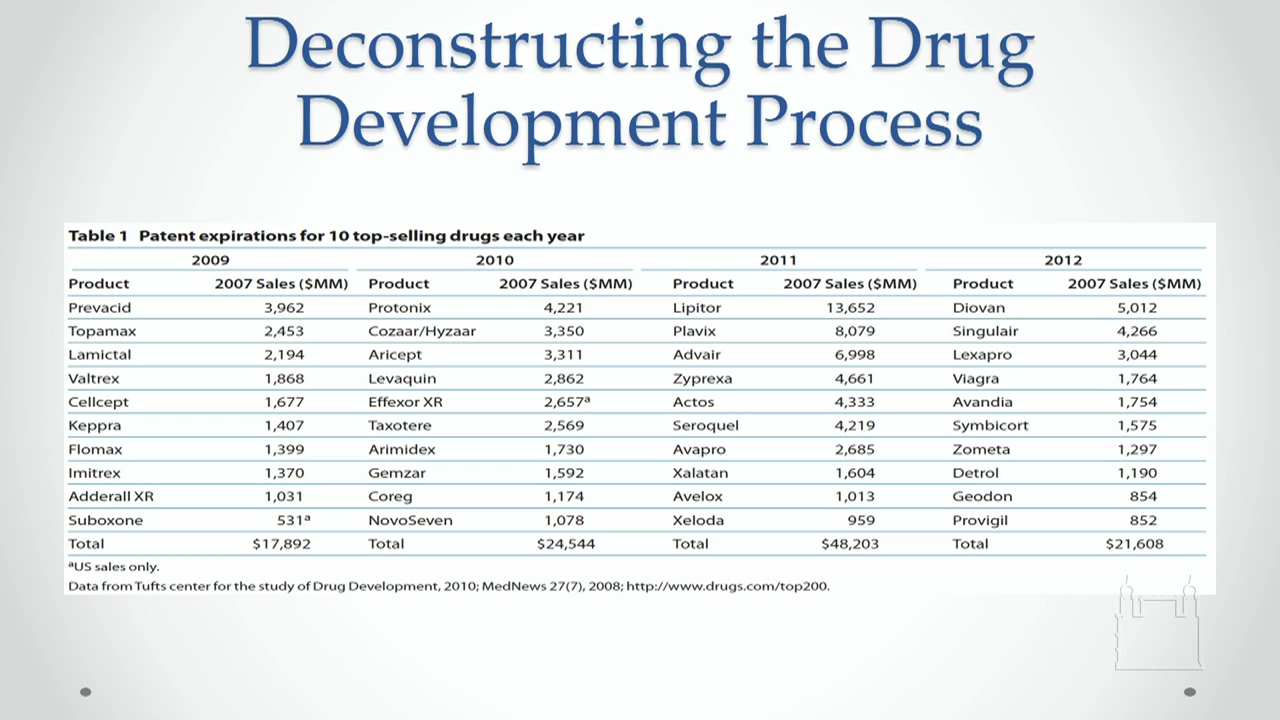 Deconstructing the Drug
Development Process
Table 1 Patent expirations for 10 top-selling drugs each year
2009 2010 2011 2012
Product 2007 Sales ($MM) Product 2007 Sales ($MM) Product 2007 Sales ($MM) Product 2007 Sales ($MM)
Prevacid 3,962 Protonix 4,221 Lipitor 13,652 Diovan 5,012
Topamax 2,453 Cozaar/Hyzaar 3,350 Plavix 8,079 Singulair 4,266
Lamictal 2,194 Aricept 3,311 Advair 6,998 Lexapro 3,044
Valtrex 1,868 Levaquin 2,862 Zyprexa 4,661 Viagra 1,764
Cellcept 1,677 Effexor XR 2,657ª Actos 4,333 Avandia 1,754
Keppra 1,407 Taxotere 2,569 Seroquel 4,219 Symbicort 1,575
Flomax 1,399 Arimidex 1,730 Avapro 2,685 Zometa 1,297
Imitrex 1,370 Gemzar 1,592 Xalatan 1,604 Detrol 1,190
Adderall XR 1,031 Coreg 1,174 Avelox 1,013 Geodon 854
Suboxone 531ª NovoSeven 1,078 Xeloda 959 Provigil 852
Total $17,892 Total $24,544 Total $48,203 Total $21,608
ªUS sales only.
Data from Tufts center for the study of Drug Development, 2010; MedNews 27(7), 2008; http://www.drugs.com/top200.